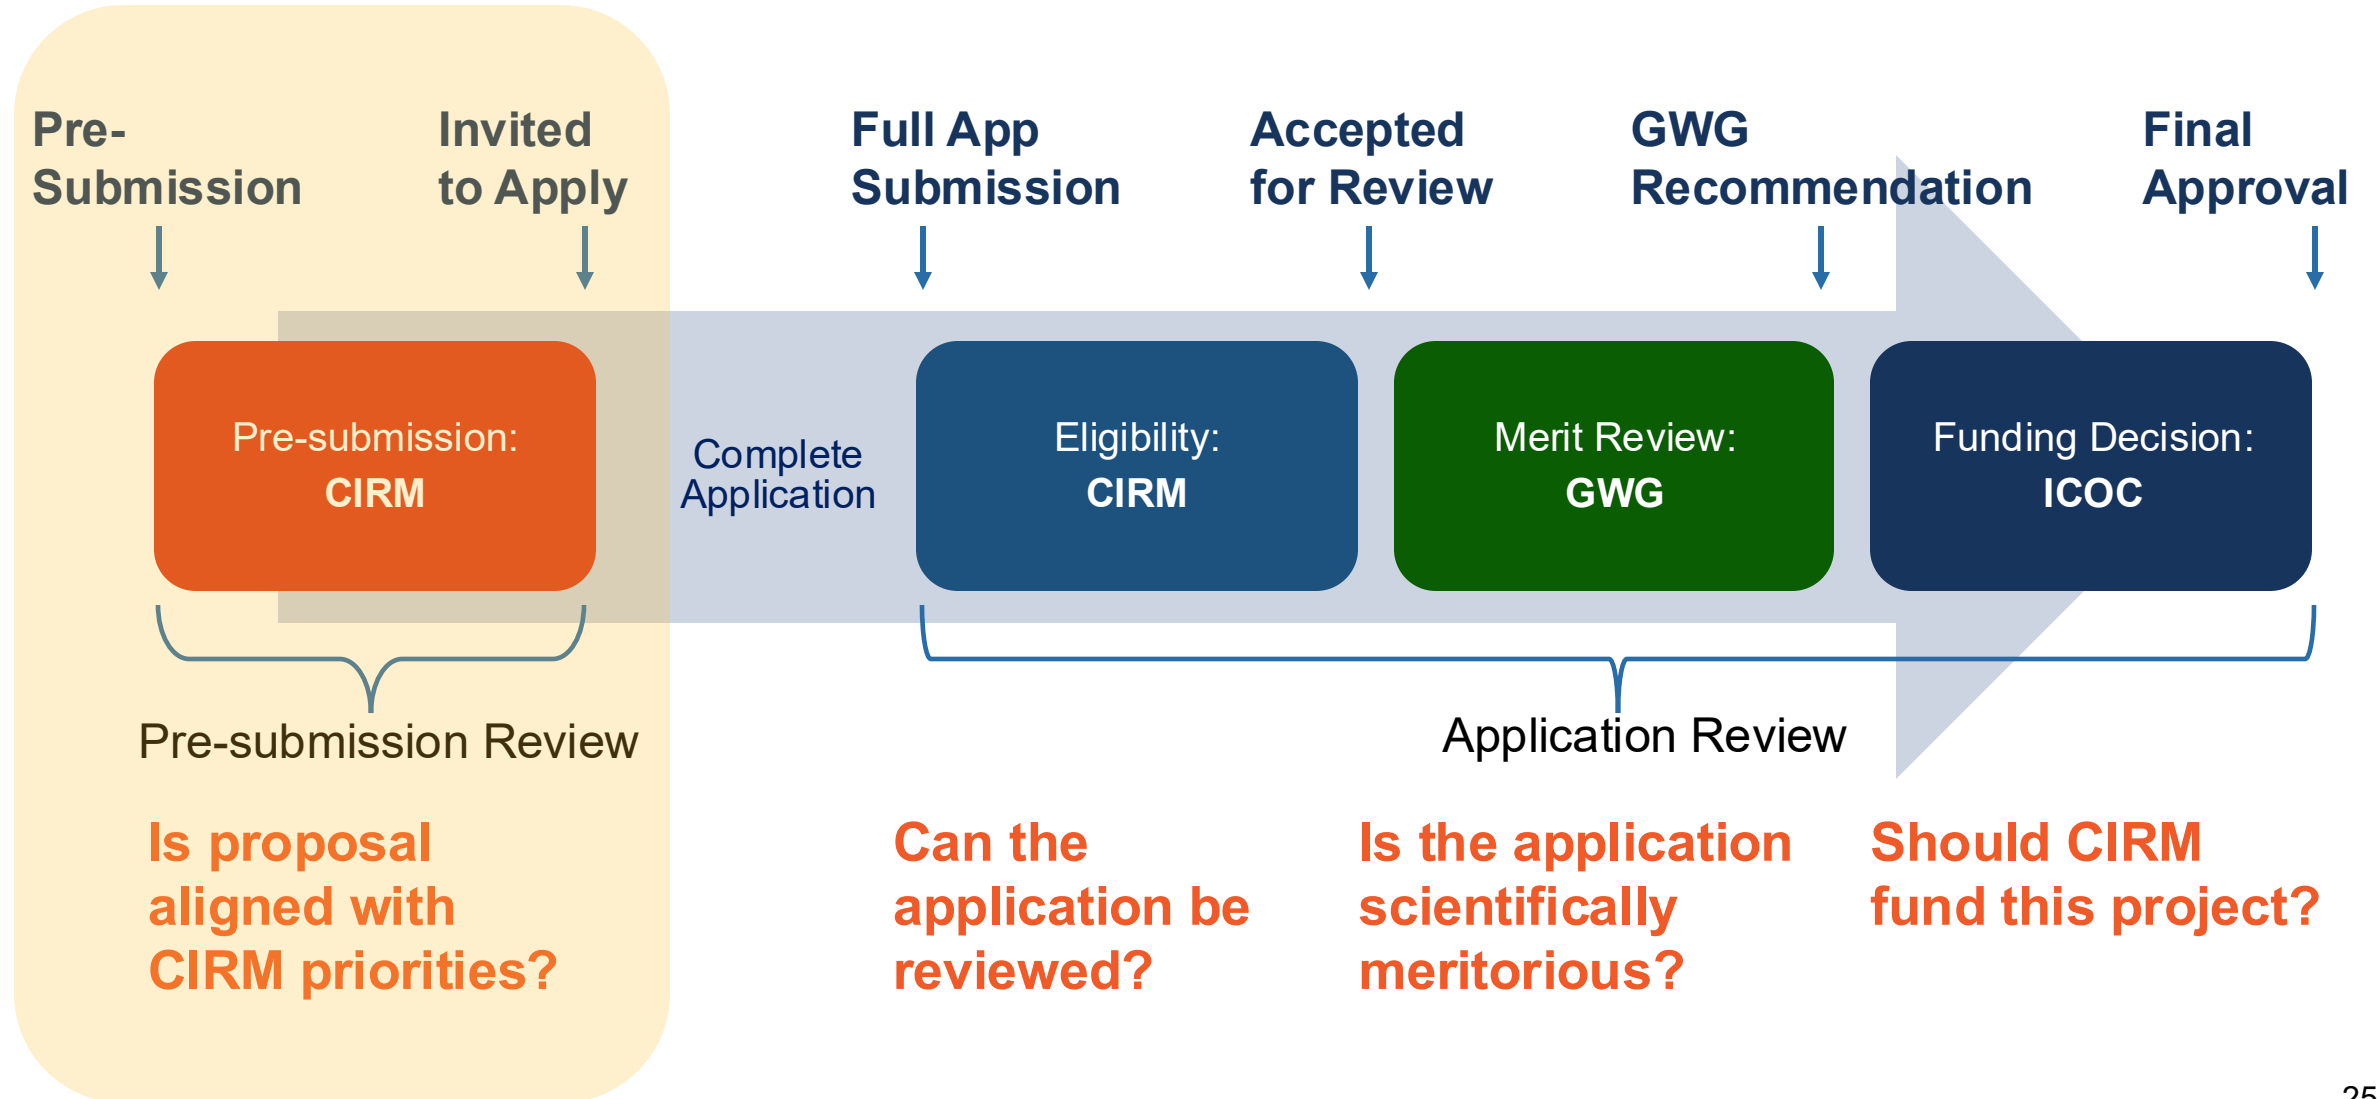 Pre-
Submission
Invited
to Apply
Full App
Submission
Accepted
for Review
GWG
Recommendation
Final
Approval
Pre-submission:
CIRM
Complete
Application
Eligibility:
CIRM
Merit Review:
GWG
Funding Decision:
ICOC
Pre-submission Review
Application Review
Is proposal
aligned with
CIRM priorities?
Can the
application be
reviewed?
Is the application
scientifically
meritorious?
Should CIRM
fund this project?
25